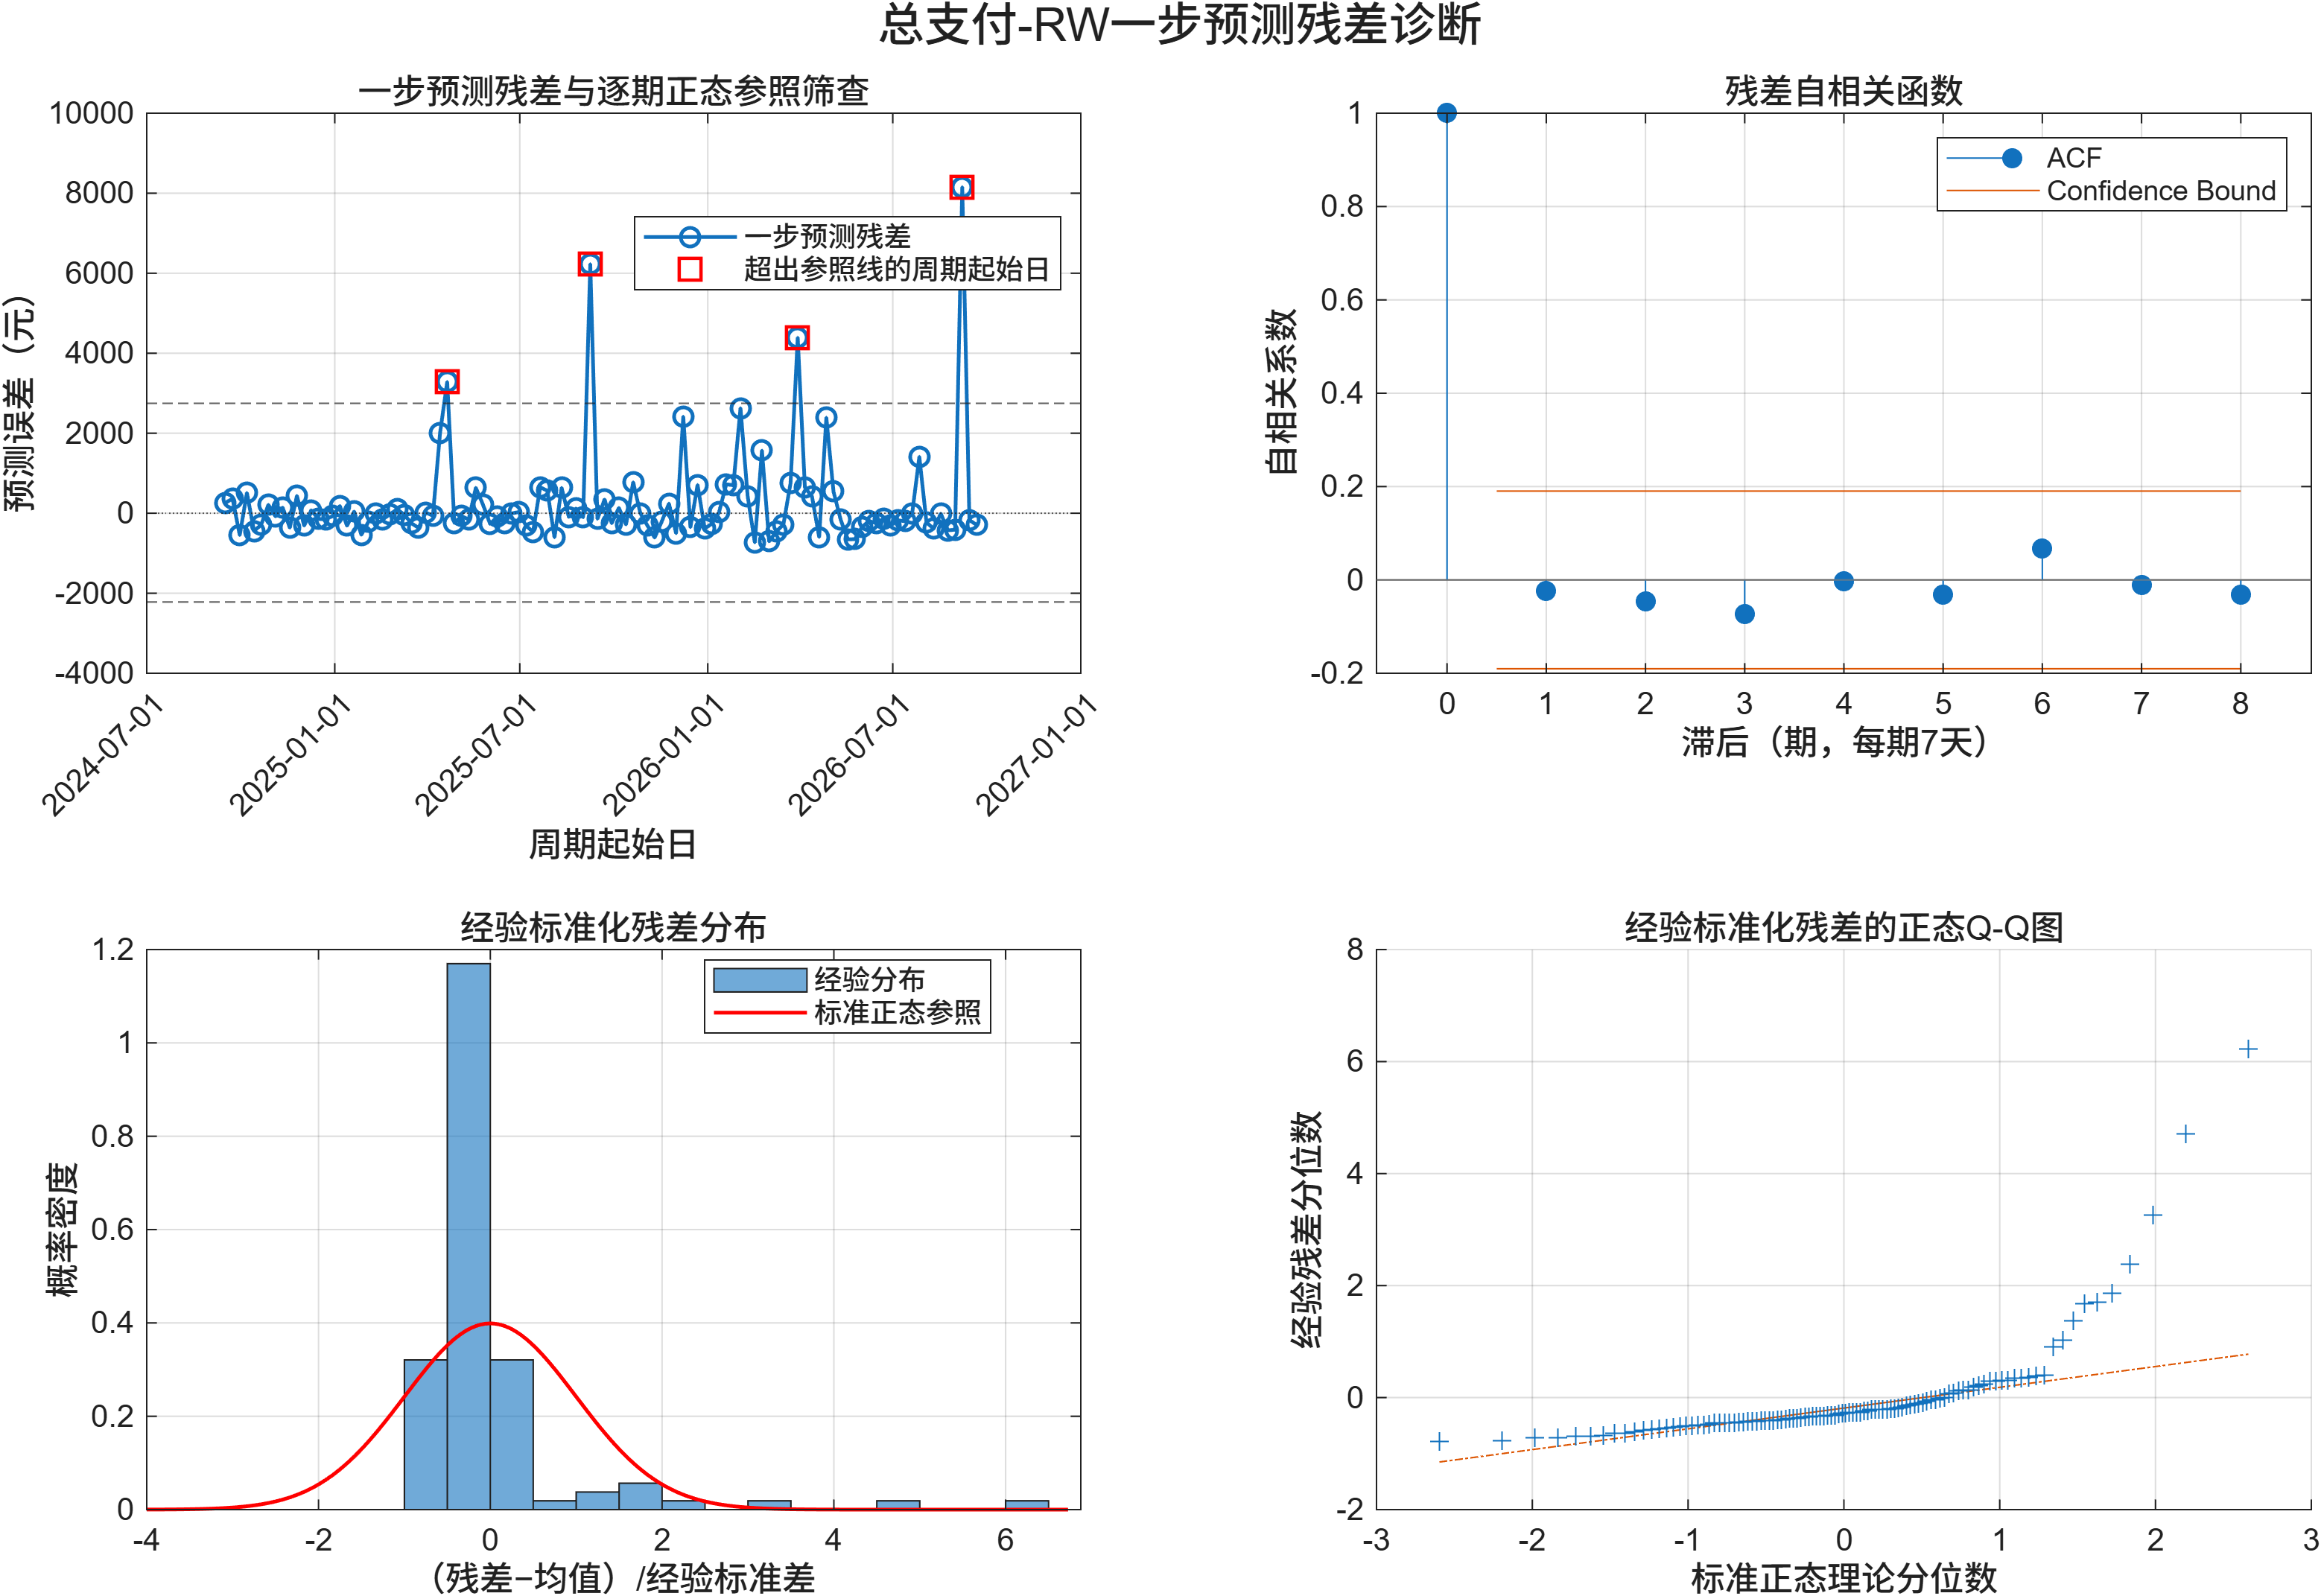 总支付-RW一步预测残差诊断
一步预测残差与逐期正态参照筛查
10000
8000
6000
4000
2000
0
-2000
-4000
预测误差（元）
一步预测残差
超出参照线的周期起始日
2024-07-01
2025-01-01
2025-07-01
2026-01-01
2026-07-01
2027-01-01
周期起始日
残差自相关函数
1
0.8
0.6
0.4
0.2
0
-0.2
自相关系数
ACF
Confidence Bound
0 1 2 3 4 5 6 7 8
滞后（期，每期7天）
经验标准化残差分布
1.2
1
0.8
0.6
0.4
0.2
0
概率密度
经验分布
标准正态参照
-4 -2 0 2 4 6
（残差−均值）/经验标准差
经验标准化残差的正态Q-Q图
8
6
4
2
0
-2
经验残差分位数
-3 -2 -1 0 1 2 3
标准正态理论分位数